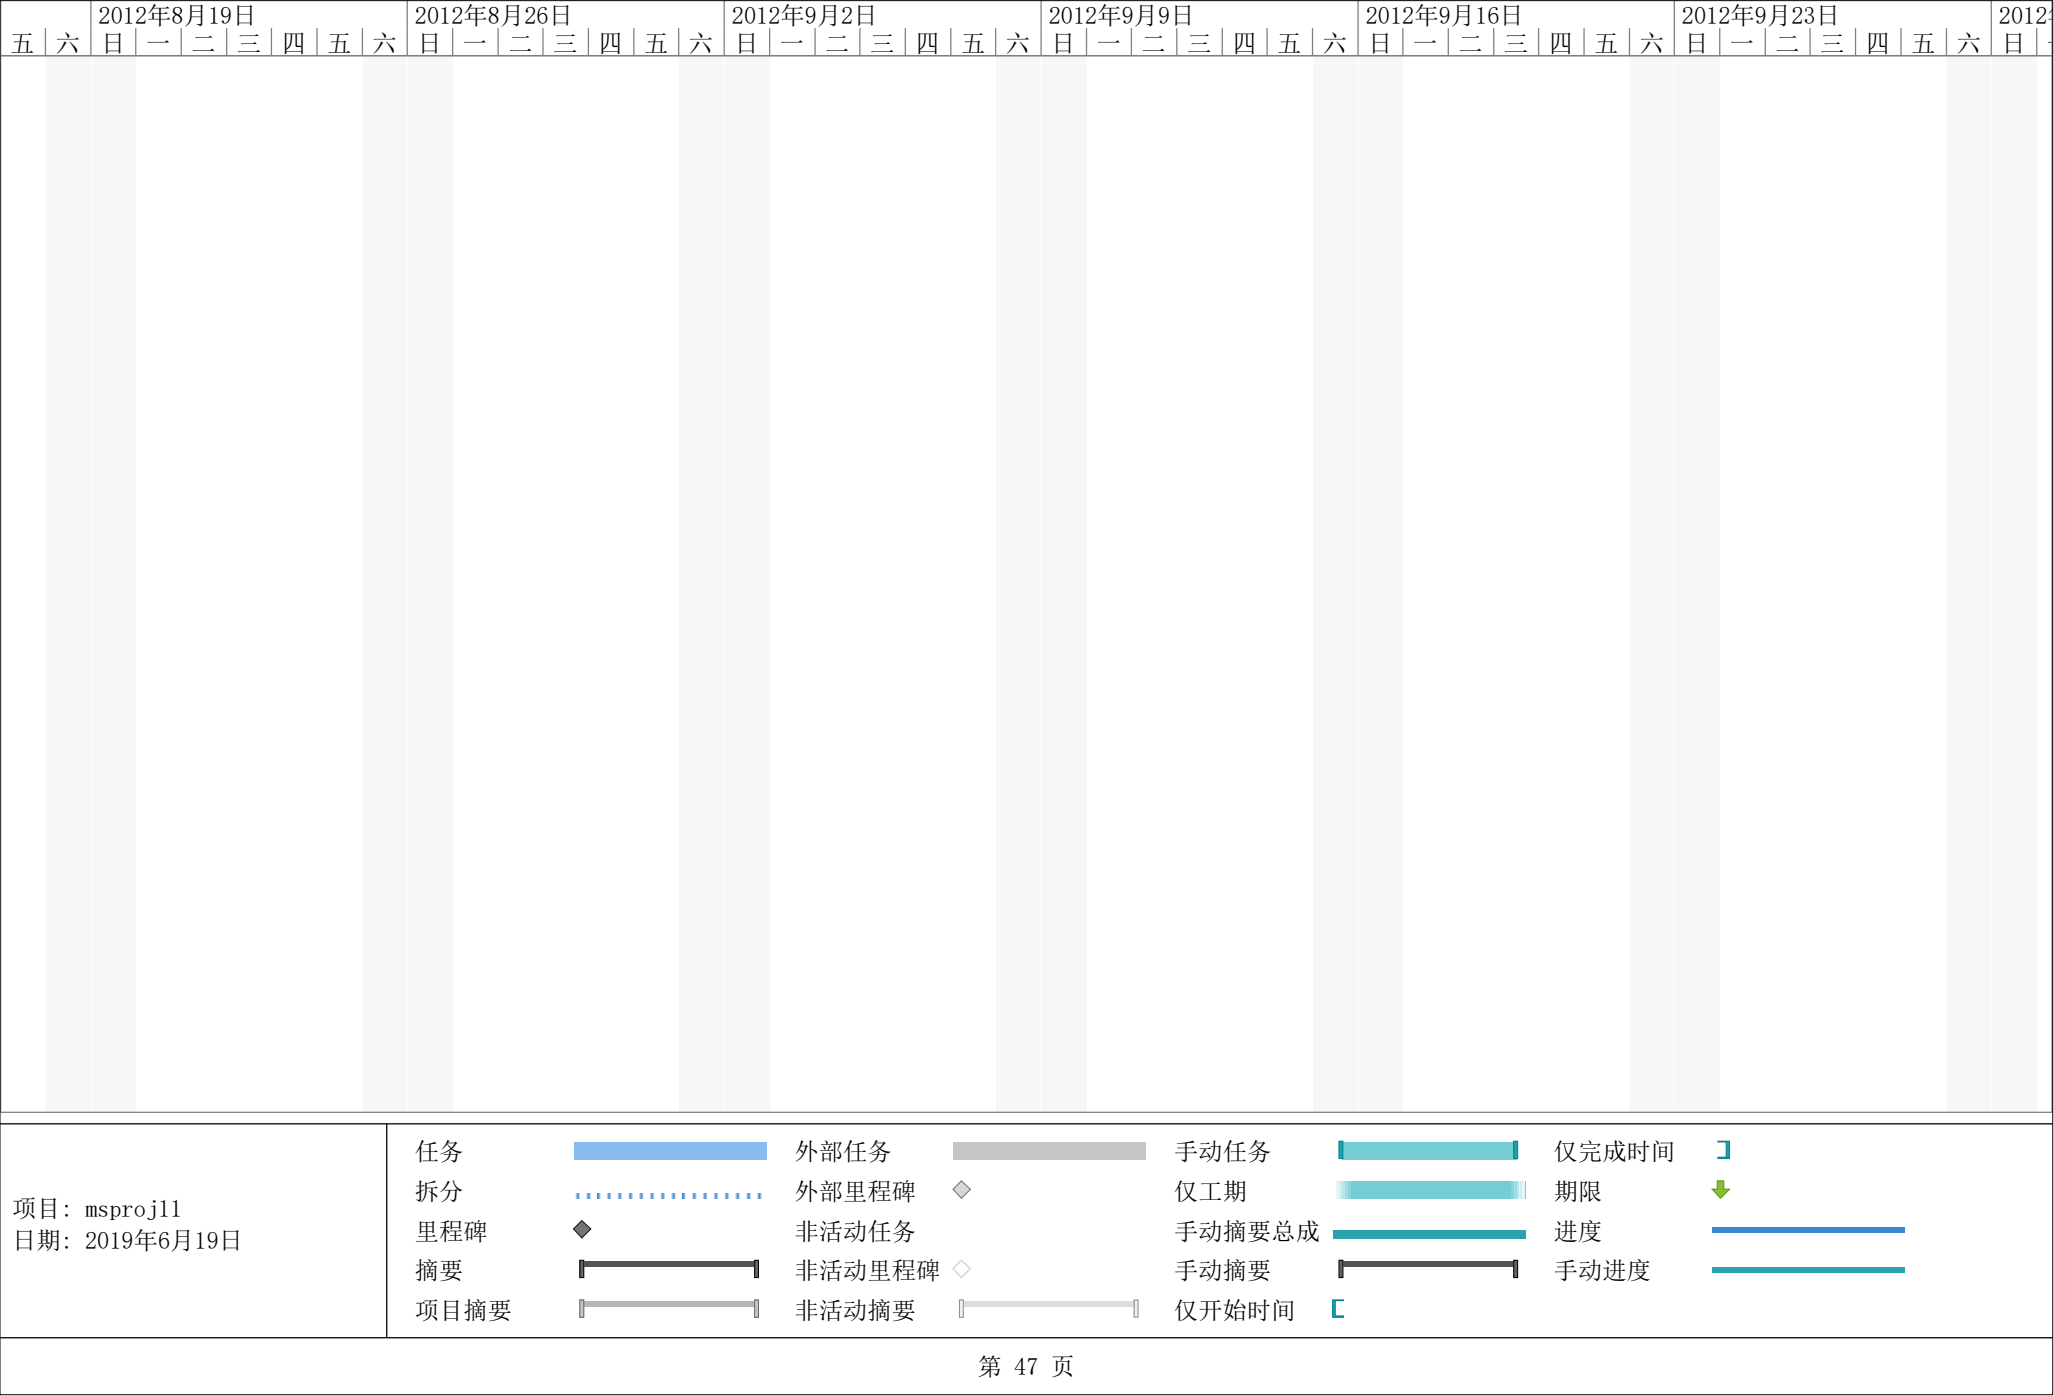 2012年8月19日 2012年8月26日 2012年9月2日 2012年9月9日 2012年9月16日 2012年9月23日 2012
五 六 日 一 二 三 四 五 六 日 一 二 三 四 五 六 日 一 二 三 四 五 六 日 一 二 三 四 五 六 日 一 二 三 四 五 六 日 一 二 三 四 五 六 日
项目: msproj11
日期: 2019年6月19日
任务
拆分
里程碑
摘要
项目摘要
外部任务
外部里程碑
非活动任务
非活动里程碑
非活动摘要
手动任务
仅工期
手动摘要总成
手动摘要
仅开始时间
仅完成时间
期限
进度
手动进度
第 47 页